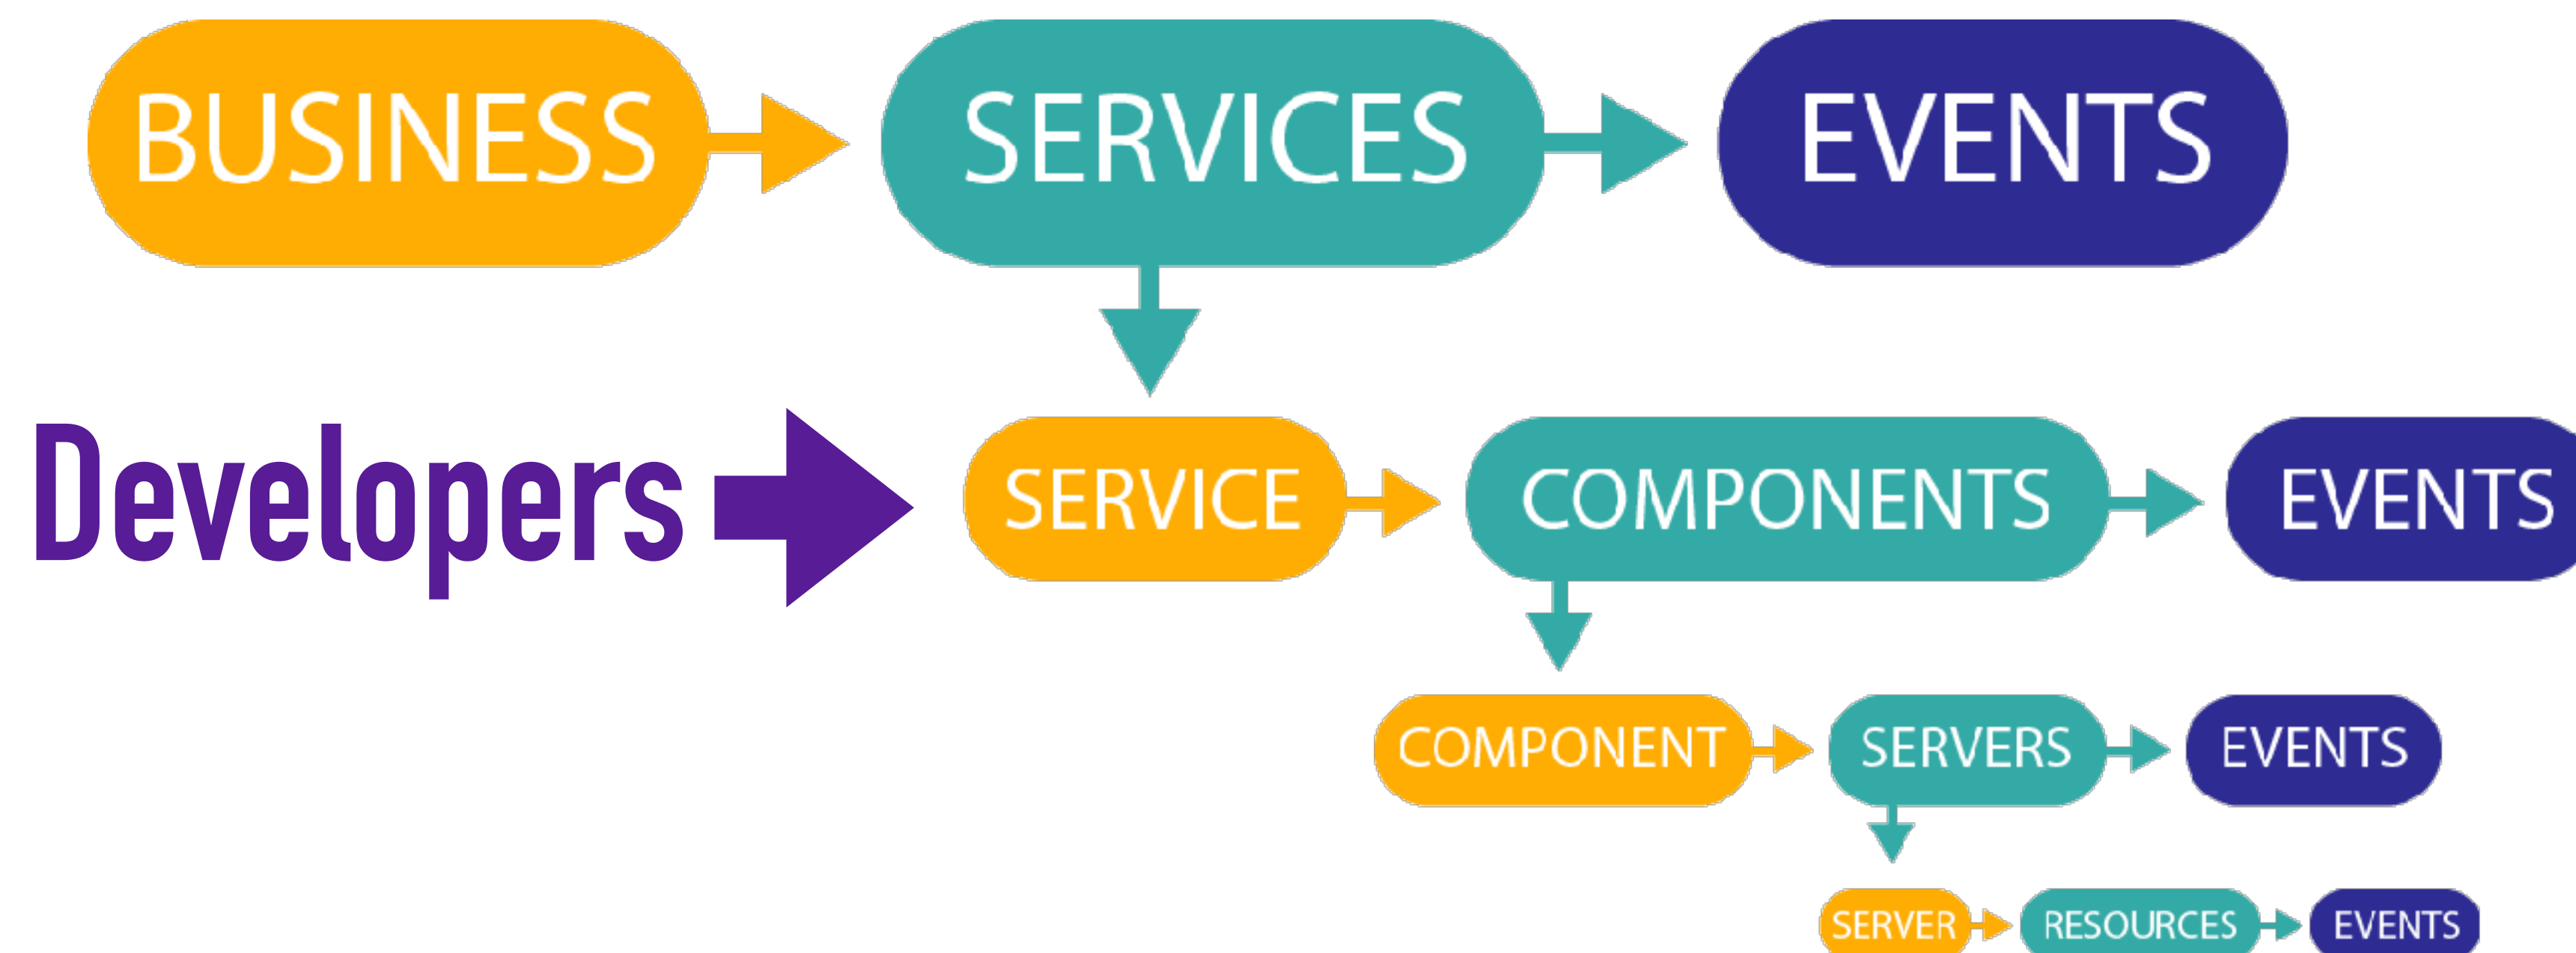 BUSINESS SERVICES EVENTS
Developers SERVICE COMPONENTS EVENTS
COMPONENT SERVERS EVENTS
SERVER RESOURCES EVENTS